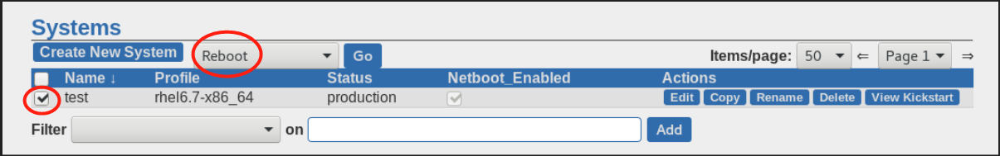 Systems
Create New System Reboot Go Items/page: 50 ⇐ Page 1 ⇒
Name ↓ Profile Status Netboot_Enabled Actions
test rhel6.7-x86_64 production Edit Copy Rename Delete View Kickstart
Filter on Add